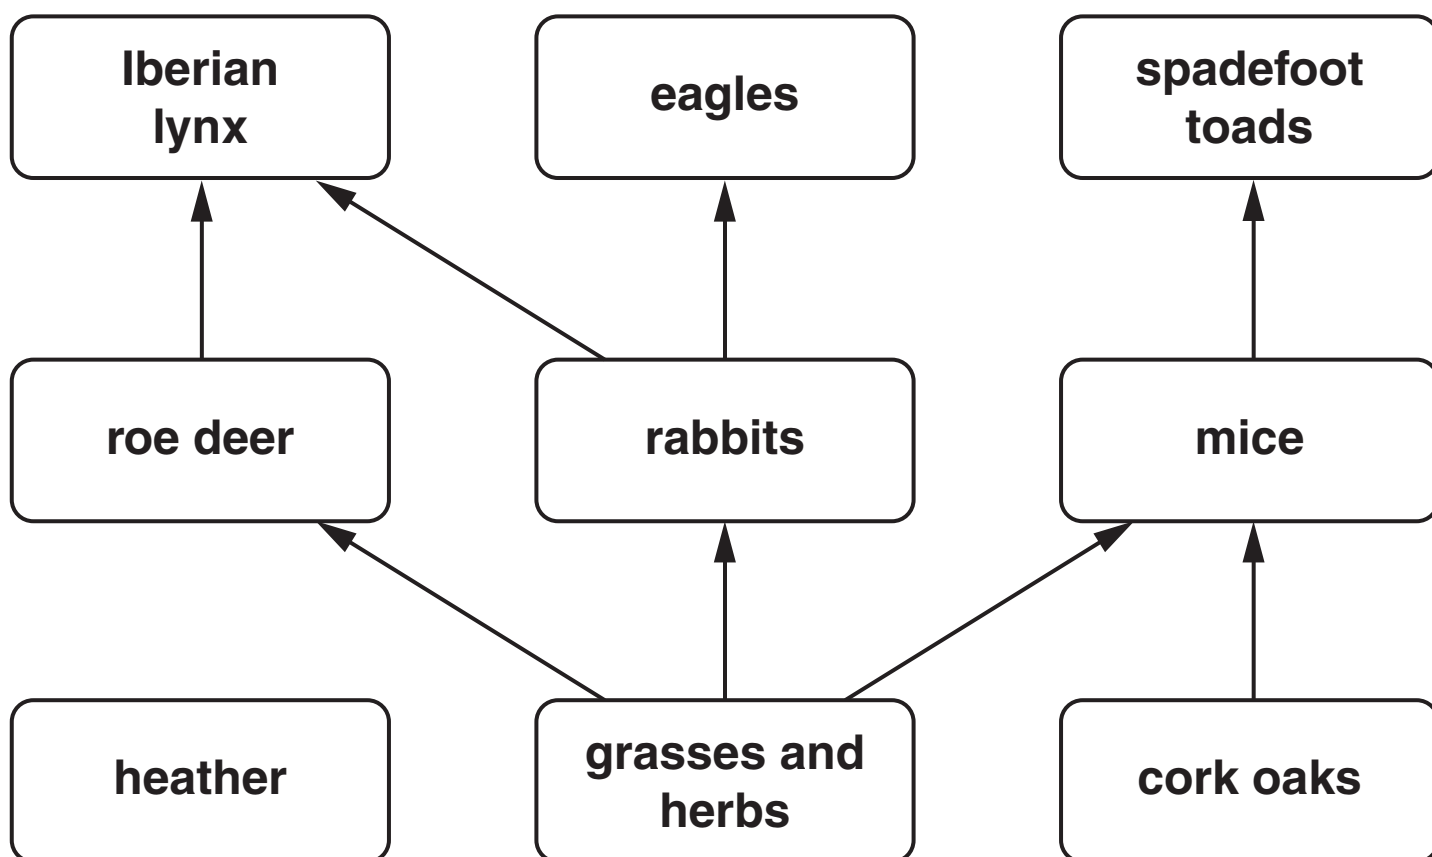 Iberian
lynx
eagles
spadefoot
toads
roe deer
rabbits
mice
heather
grasses and
herbs
cork oaks